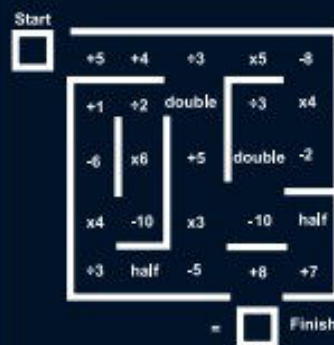 Start
+5 +4 ÷3 x5 -8
+1 ÷2 double ÷3 x4
-6 x6 +5 double -2
x4 -10 x3 -10 half
÷3 half -5 +8 +7
= Finish